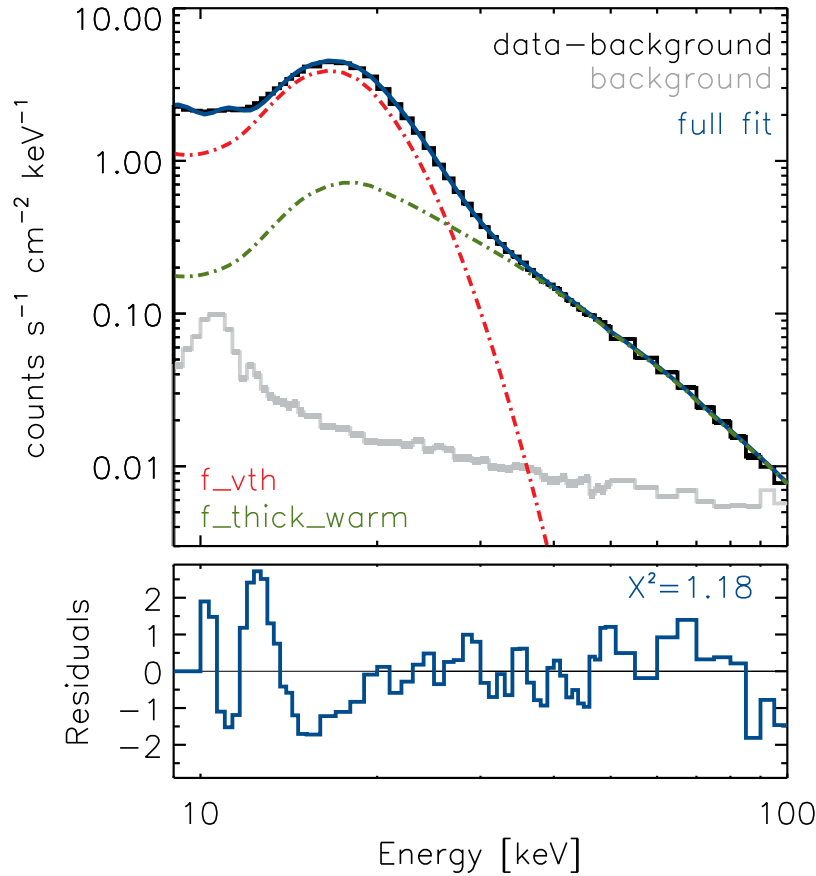 10.00
1.00
0.10
0.01
counts s⁻¹ cm⁻² keV⁻¹
data−background
background
full fit
f_vth
f_thick_warm
2
1
0
−1
−2
Residuals
X²=1.18
10
100
Energy [keV]